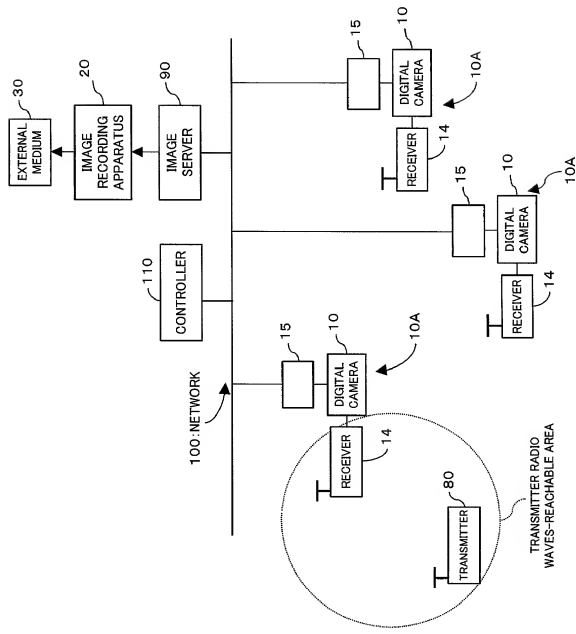 30
EXTERNAL
MEDIUM
20
IMAGE
RECORDING
APPARATUS
90
IMAGE
SERVER
110
CONTROLLER
100:NETWORK
15
10
DIGITAL
CAMERA
10A
RECEIVER
14
15
10
DIGITAL
CAMERA
10A
RECEIVER
14
15
10
DIGITAL
CAMERA
10A
RECEIVER
14
80
TRANSMITTER
TRANSMITTER RADIO
WAVES-REACHABLE AREA